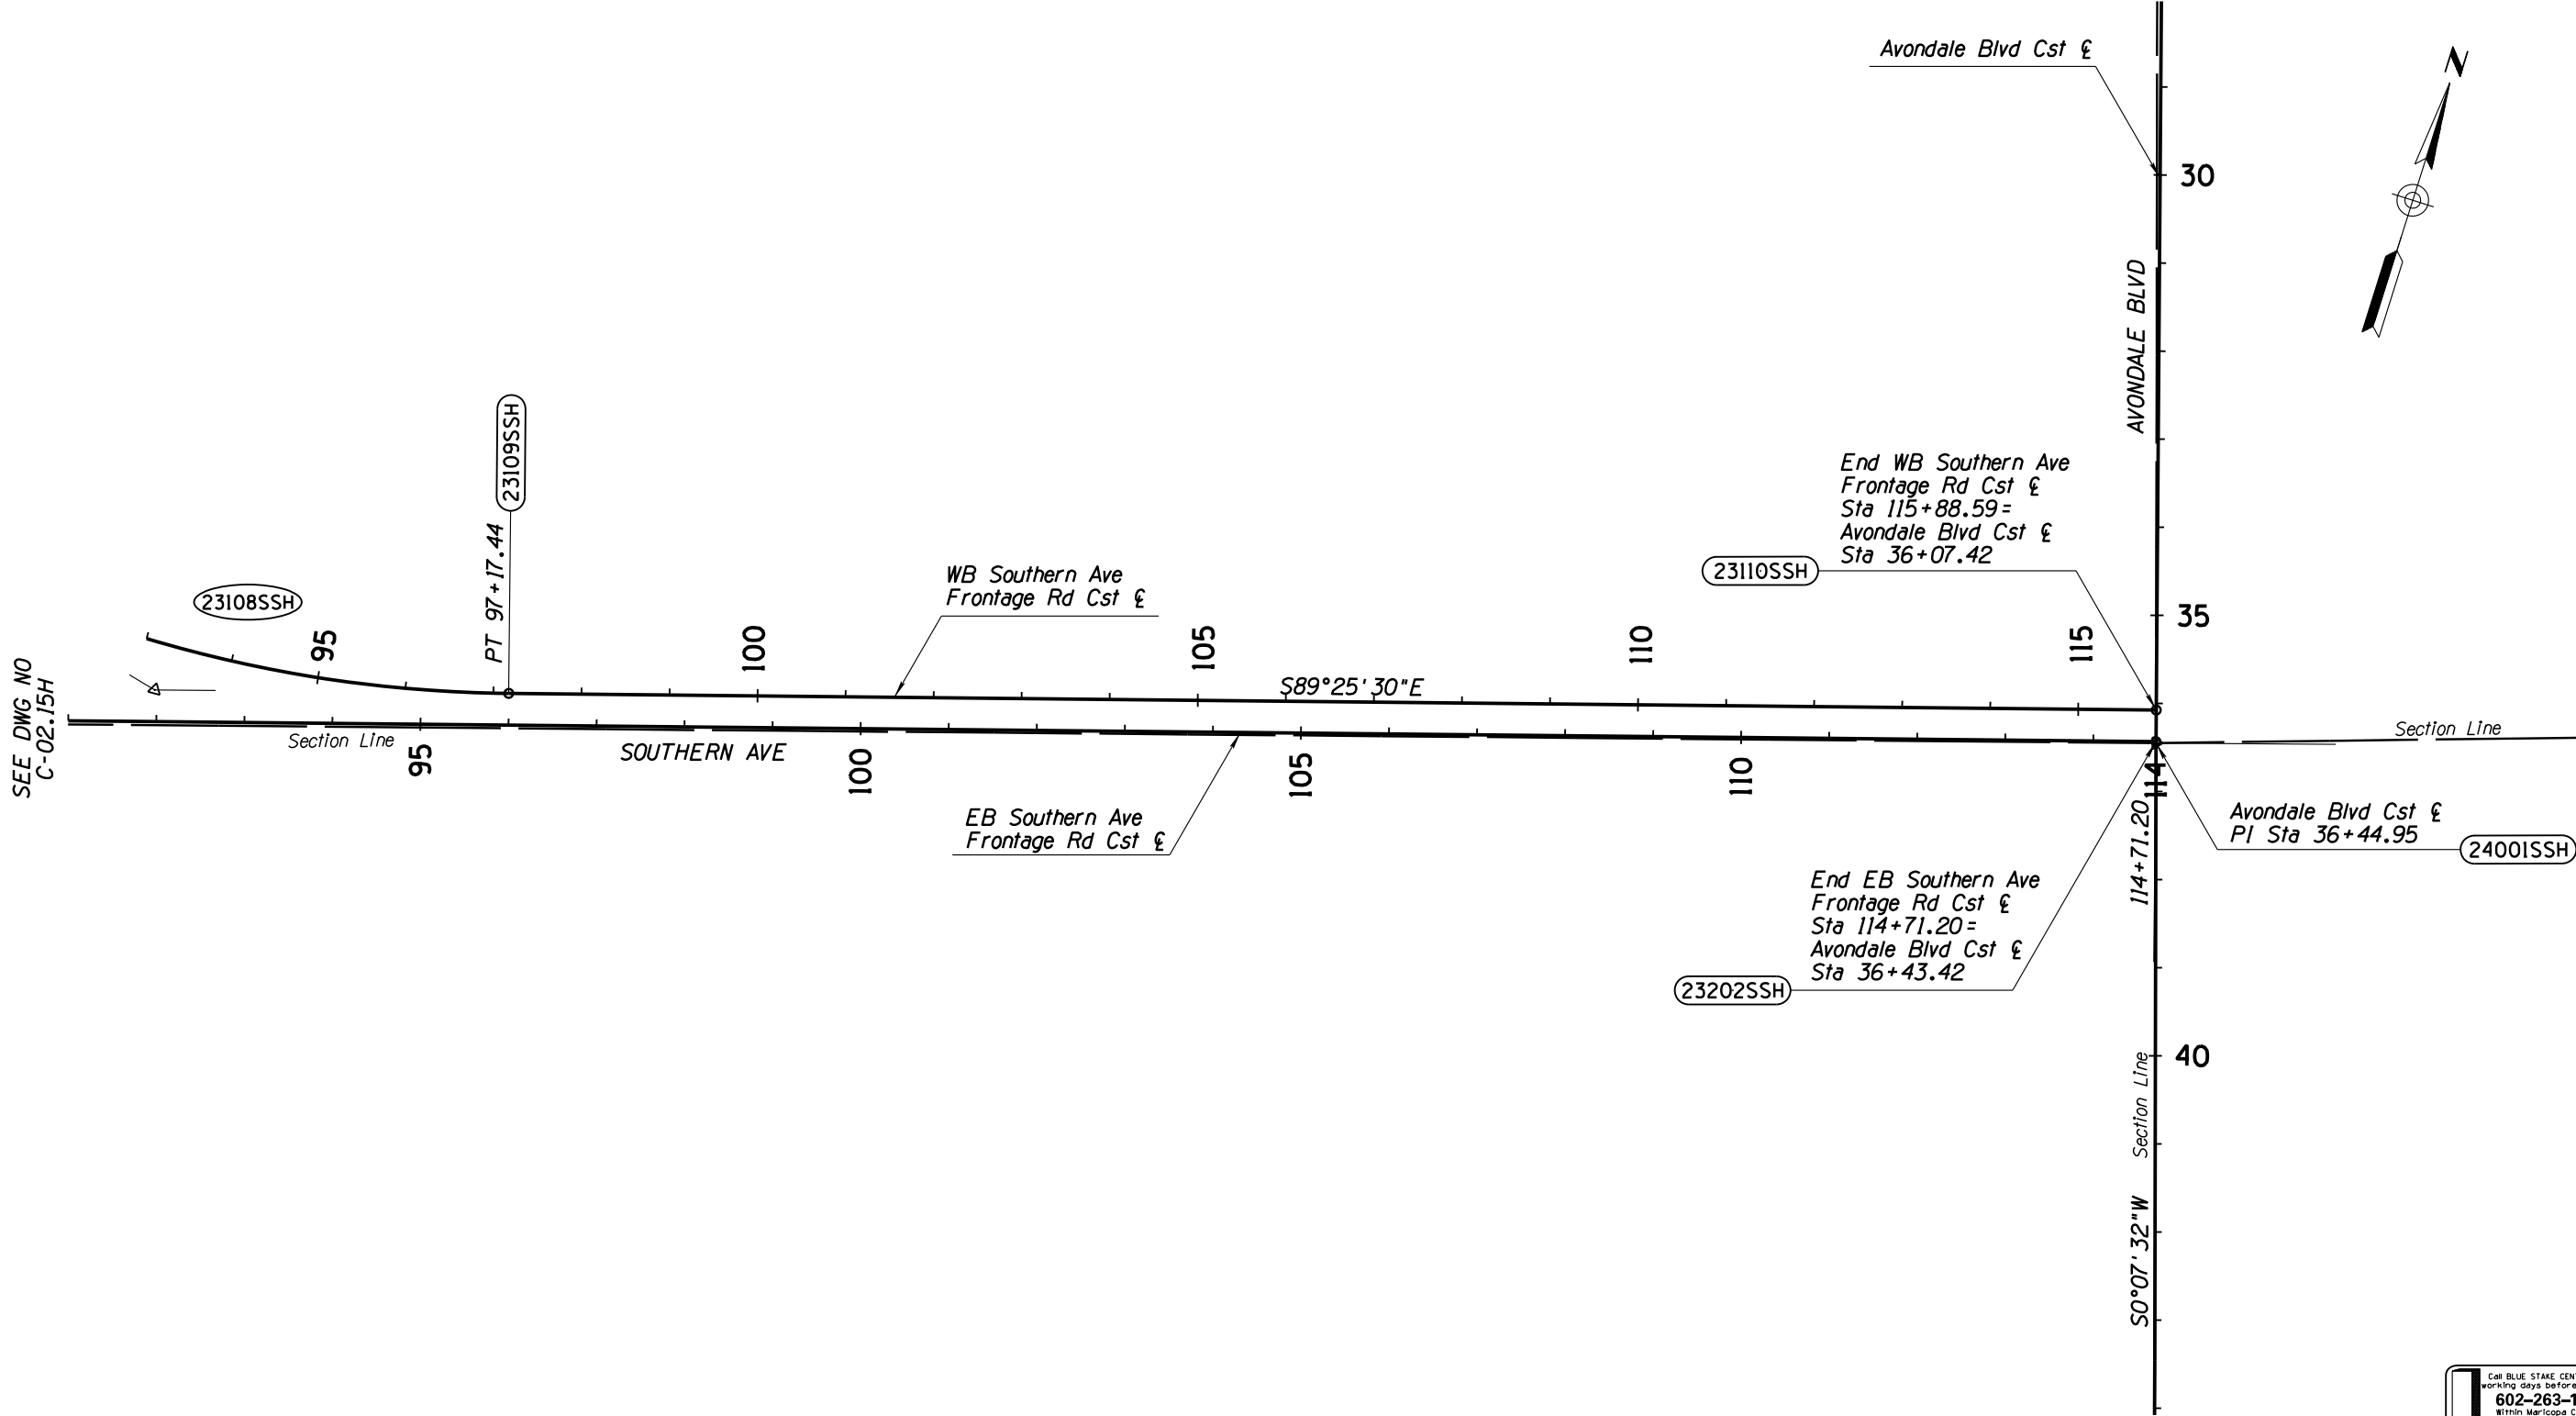 Avondale Blvd Cst ℄
N
30
AVONDALE BLVD
23109SSH
PT 97+17.44
End WB Southern Ave
Frontage Rd Cst ℄
Sta 115+88.59=
Avondale Blvd Cst ℄
Sta 36+07.42
23110SSH
WB Southern Ave
Frontage Rd Cst ℄
23108SSH
35
95
100
105
110
115
S89°25'30"E
SEE DWG NO
C-02.15H
Section Line
SOUTHERN AVE
Section Line
95
100
105
110
114
114+71.20
EB Southern Ave
Frontage Rd Cst ℄
Avondale Blvd Cst ℄
PI Sta 36+44.95
24001SSH
End EB Southern Ave
Frontage Rd Cst ℄
Sta 114+71.20=
Avondale Blvd Cst ℄
Sta 36+43.42
23202SSH
40
Section Line
S0°07'32"W
Call BLUE STAKE CEN
working days before
602-263-1
Within Maricopa C